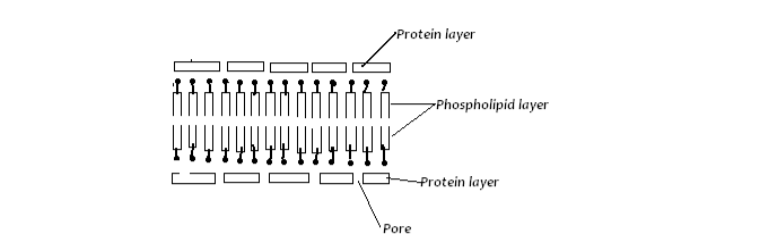 Protein layer
Phospholipid layer
Protein layer
Pore